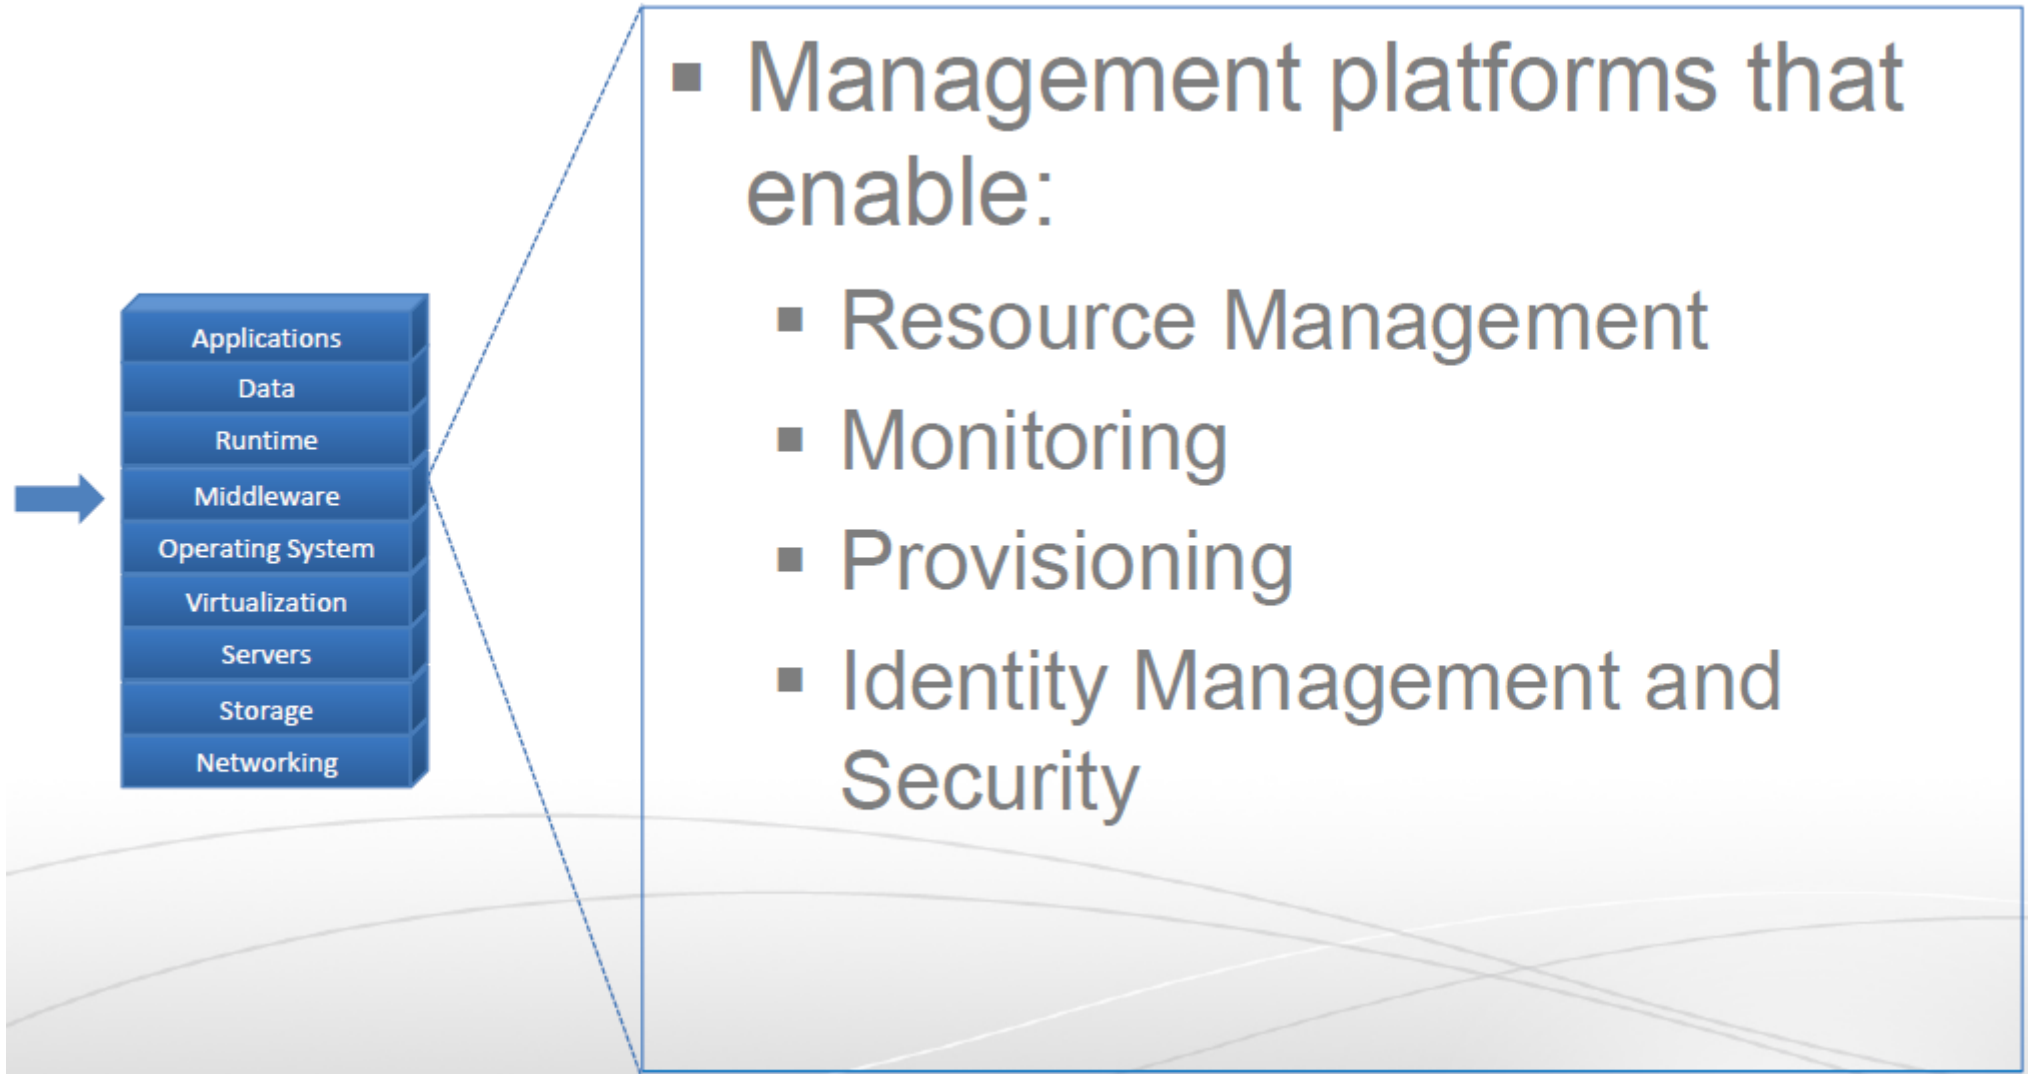 Applications
Data
Runtime
Middleware
Operating System
Virtualization
Servers
Storage
Networking
▪ Management platforms that
enable:
▪ Resource Management
▪ Monitoring
▪ Provisioning
▪ Identity Management and
Security